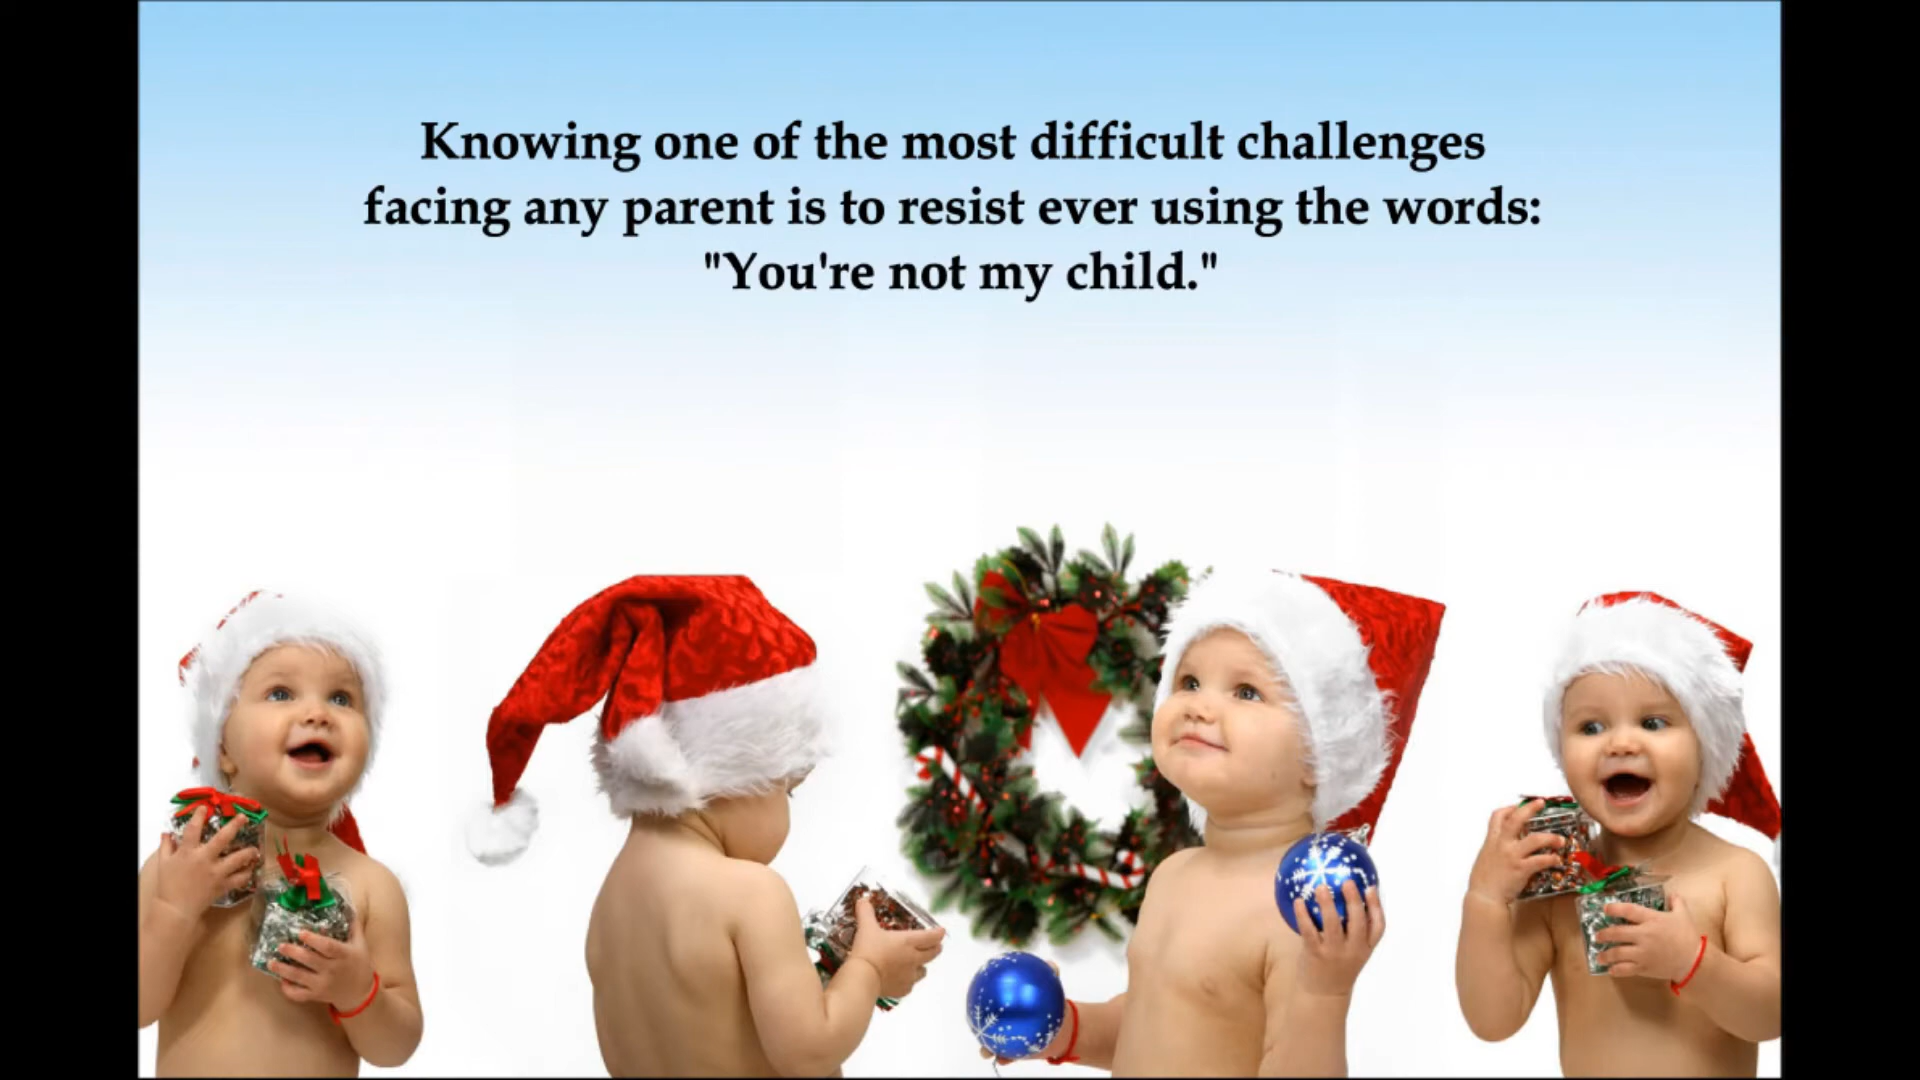 Knowing one of the most difficult challenges
facing any parent is to resist ever using the words:
"You're not my child."